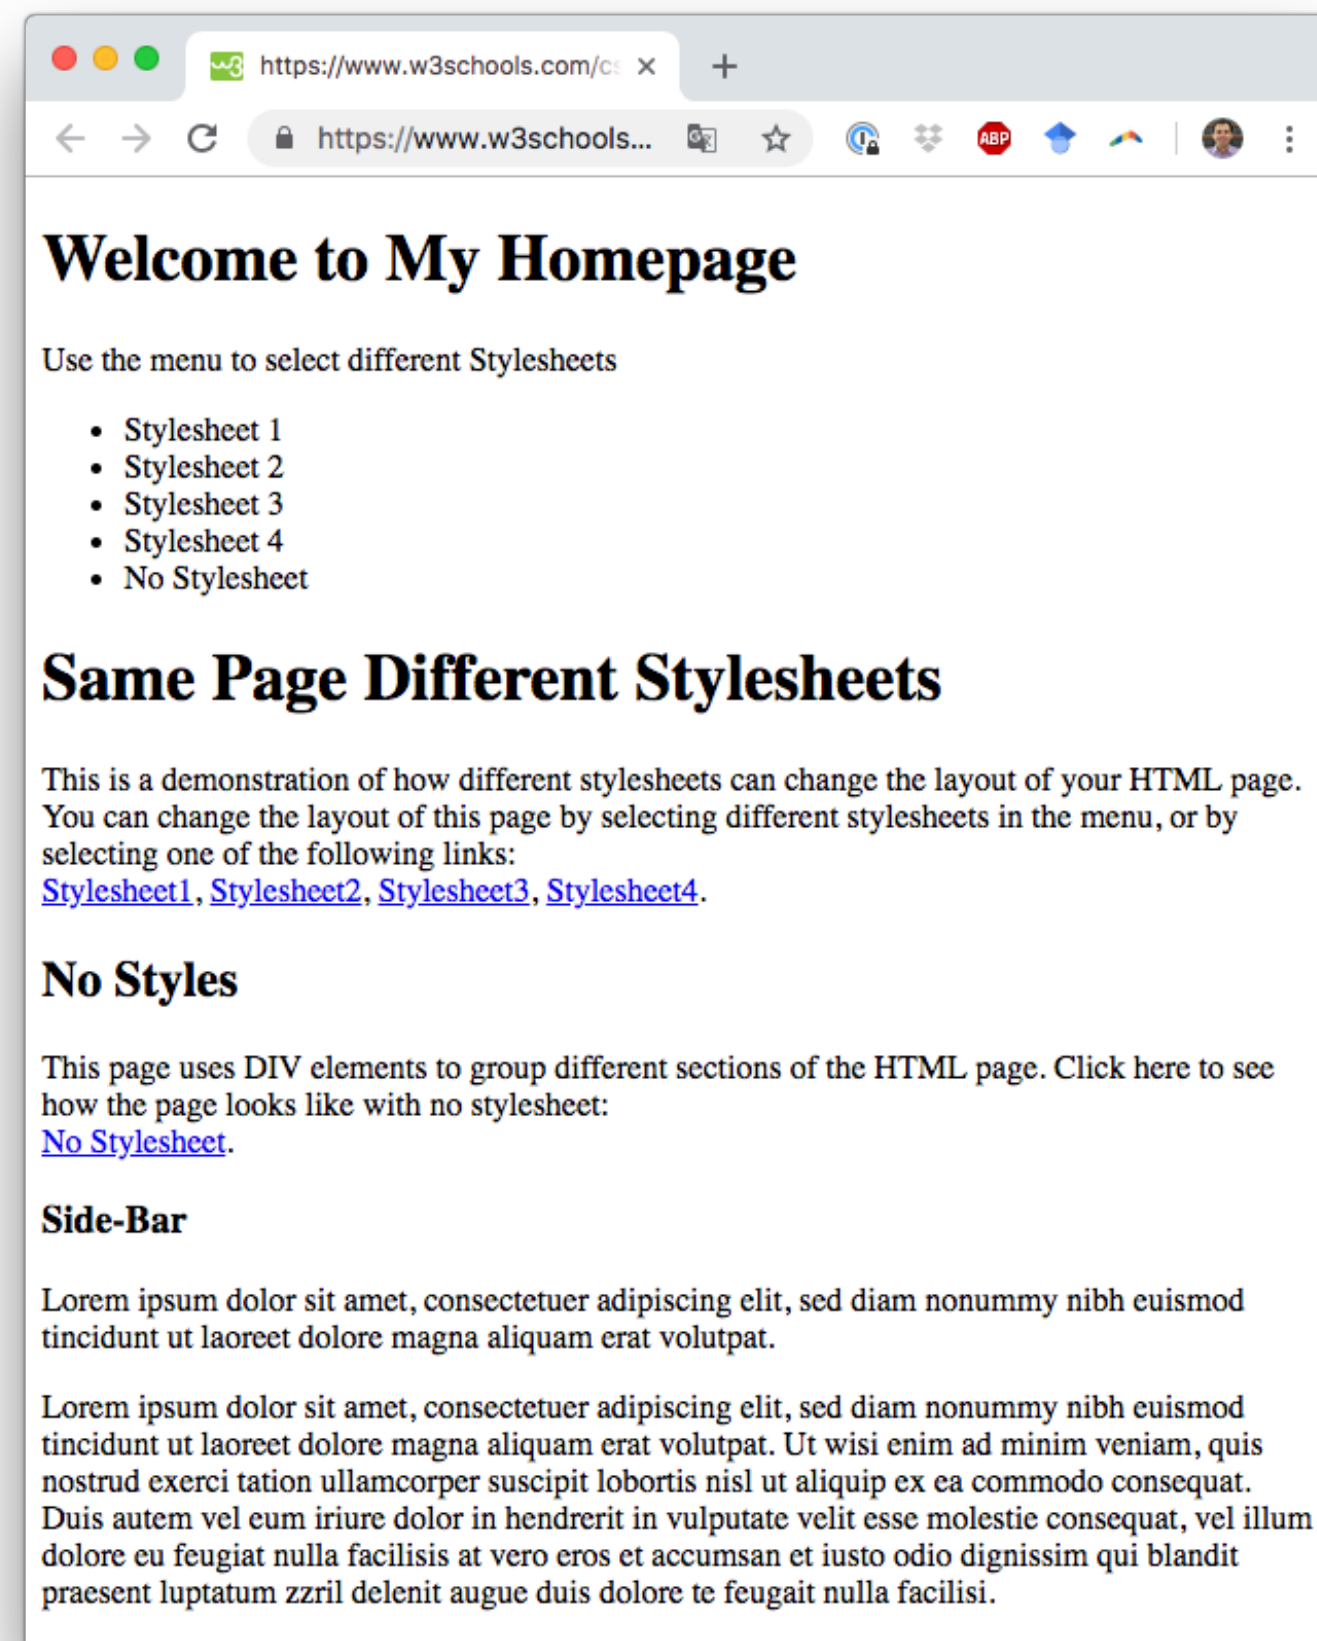 https://www.w3schools.com/cs
https://www.w3schools...
ABP
Welcome to My Homepage
Use the menu to select different Stylesheets
• Stylesheet 1
• Stylesheet 2
• Stylesheet 3
• Stylesheet 4
• No Stylesheet
Same Page Different Stylesheets
This is a demonstration of how different stylesheets can change the layout of your HTML page.
You can change the layout of this page by selecting different stylesheets in the menu, or by
selecting one of the following links:
Stylesheet1, Stylesheet2, Stylesheet3, Stylesheet4.
No Styles
This page uses DIV elements to group different sections of the HTML page. Click here to see
how the page looks like with no stylesheet:
No Stylesheet.
Side-Bar
Lorem ipsum dolor sit amet, consectetuer adipiscing elit, sed diam nonummy nibh euismod
tincidunt ut laoreet dolore magna aliquam erat volutpat.
Lorem ipsum dolor sit amet, consectetuer adipiscing elit, sed diam nonummy nibh euismod
tincidunt ut laoreet dolore magna aliquam erat volutpat. Ut wisi enim ad minim veniam, quis
nostrud exerci tation ullamcorper suscipit lobortis nisl ut aliquip ex ea commodo consequat.
Duis autem vel eum iriure dolor in hendrerit in vulputate velit esse molestie consequat, vel illum
dolore eu feugiat nulla facilisis at vero eros et accumsan et iusto odio dignissim qui blandit
praesent luptatum zzril delenit augue duis dolore te feugait nulla facilisi.